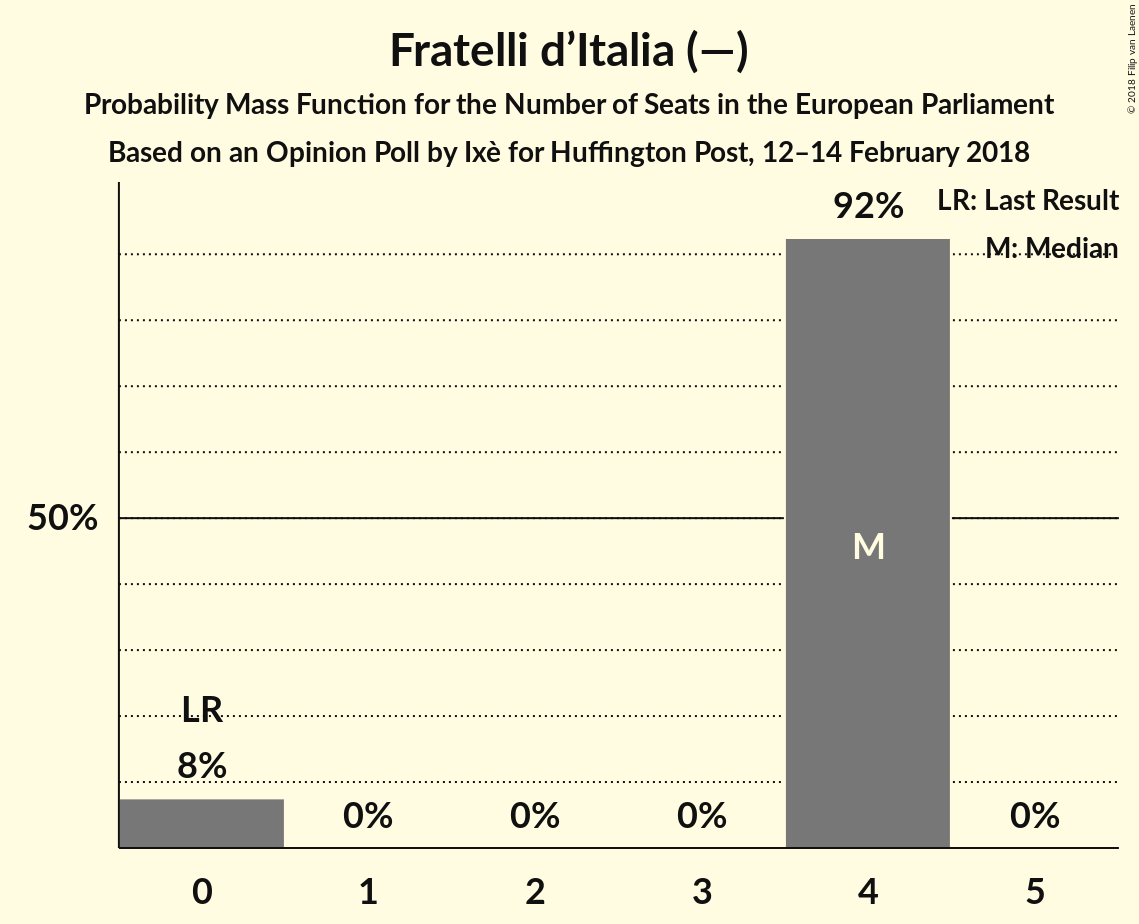 Fratelli d’Italia (—)
Probability Mass Function for the Number of Seats in the European Parliament
Based on an Opinion Poll by Ixè for Huffington Post, 12–14 February 2018
© 2018 Filip van Laenen
LR: Last Result
M: Median
92%
50%
M
LR
8%
0%
0%
0%
0%
0
1
2
3
4
5